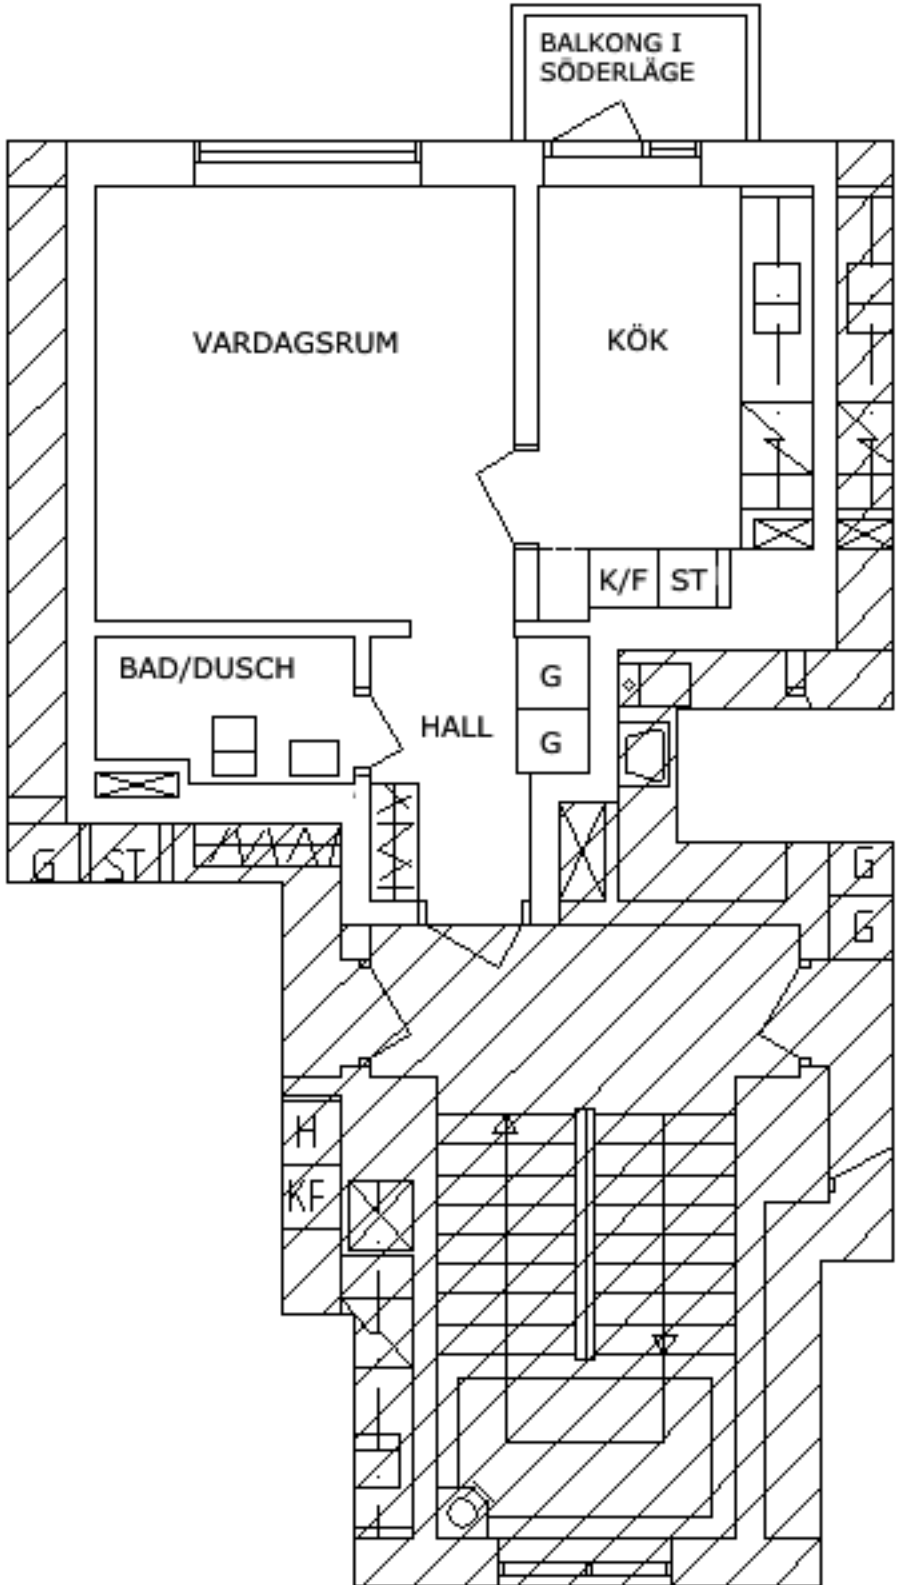 BALKONG I
SÖDERLÄGE
VARDAGSRUM
KÖK
K/F
ST
BAD/DUSCH
G
HALL
G
G
ST
G
G
H
KF